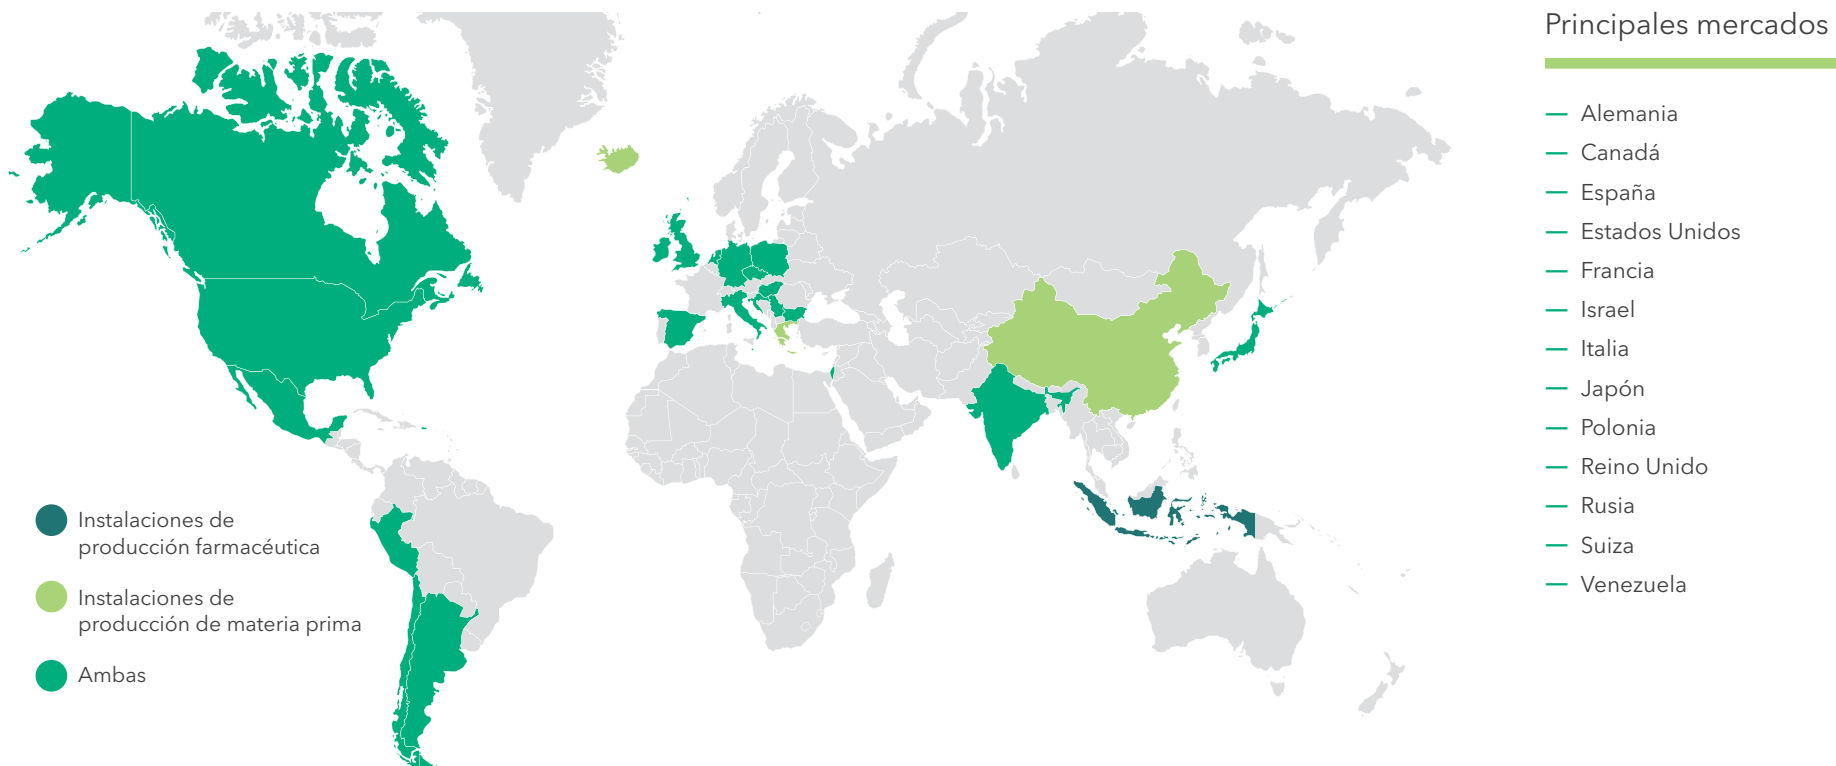 Principales mercados
Alemania
Canadá
España
Estados Unidos
Francia
Israel
Italia
Japón
Polonia
Reino Unido
Rusia
Suiza
Venezuela
Instalaciones de
producción farmacéutica
Instalaciones de
producción de materia prima
Ambas